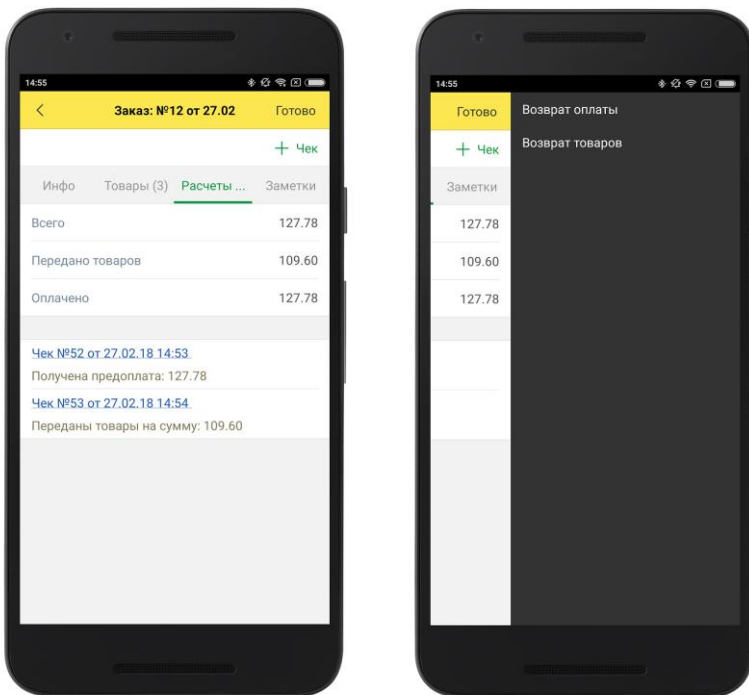 14:55
Заказ: №12 от 27.02 Готово
+ Чек
Инфо Товары (3) Расчеты ... Заметки
Всего 127.78
Передано товаров 109.60
Оплачено 127.78
Чек №52 от 27.02.18 14:53
Получена предоплата: 127.78
Чек №53 от 27.02.18 14:54
Переданы товары на сумму: 109.60
14:55
Готово Возврат оплаты
+ Чек Возврат товаров
Заметки
127.78
109.60
127.78